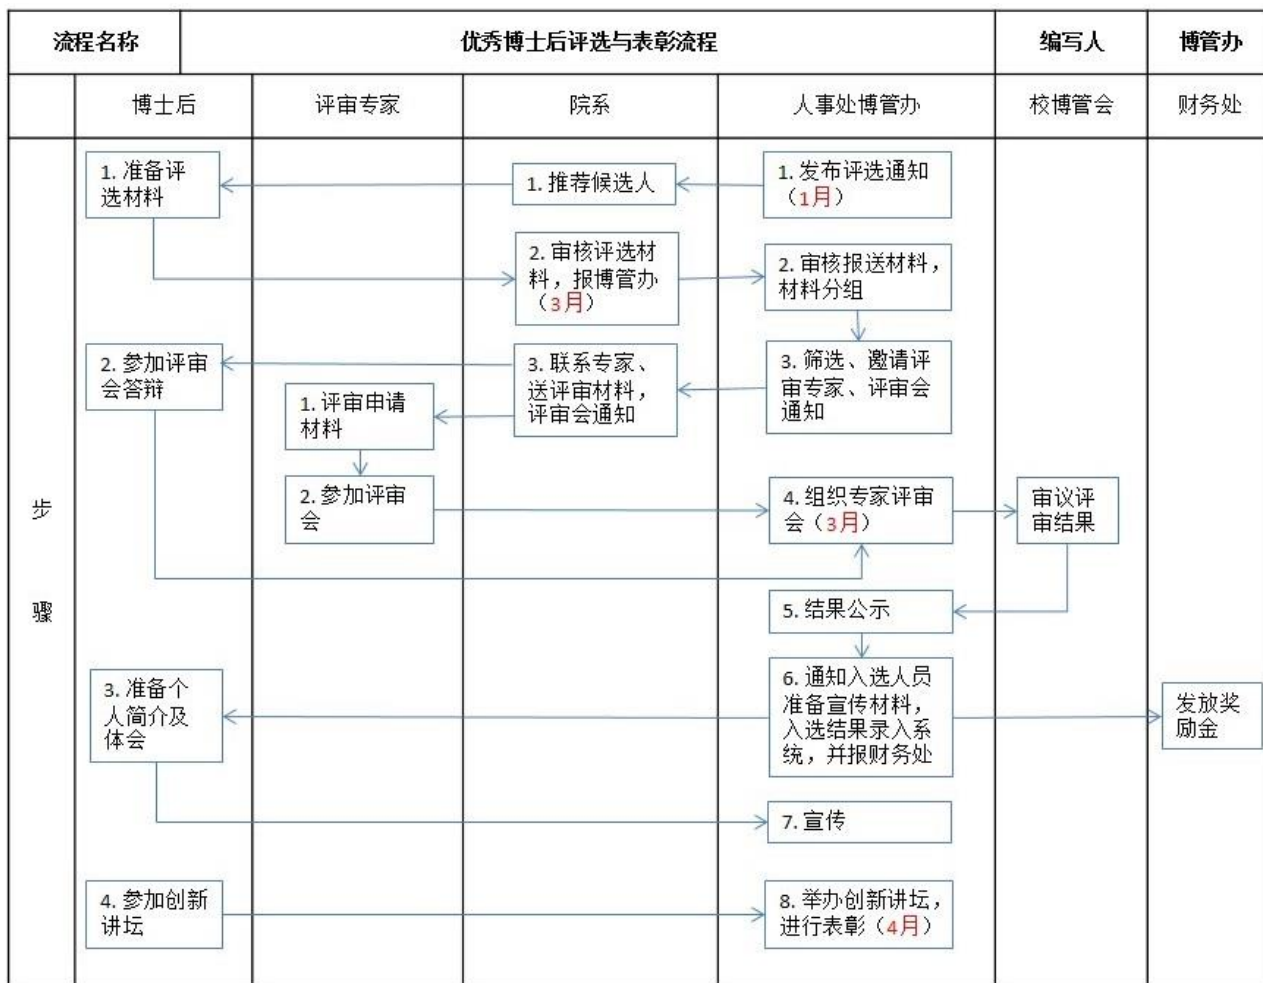 流程名称
优秀博士后评选与表彰流程
编写人
博管办
博士后
评审专家
院系
人事处博管办
校博管会
财务处
步
骤
1. 准备评
选材料
1. 推荐候选人
1. 发布评选通知
（1月）
2. 审核评选材
料，报博管办
（3月）
2. 审核报送材料，
材料分组
2. 参加评审
会答辩
1. 评审申请
材料
3. 联系专家、
送评审材料，
评审会通知
3. 筛选、邀请评
审专家、评审会
通知
2. 参加评审
会
4. 组织专家评审
会（3月）
审议评
审结果
5. 结果公示
3. 准备个
人简介及
体会
6. 通知入选人员
准备宣传材料，
入选结果录入系
统，并报财务处
发放奖
励金
7. 宣传
4. 参加创新
讲坛
8. 举办创新讲坛，
进行表彰（4月）